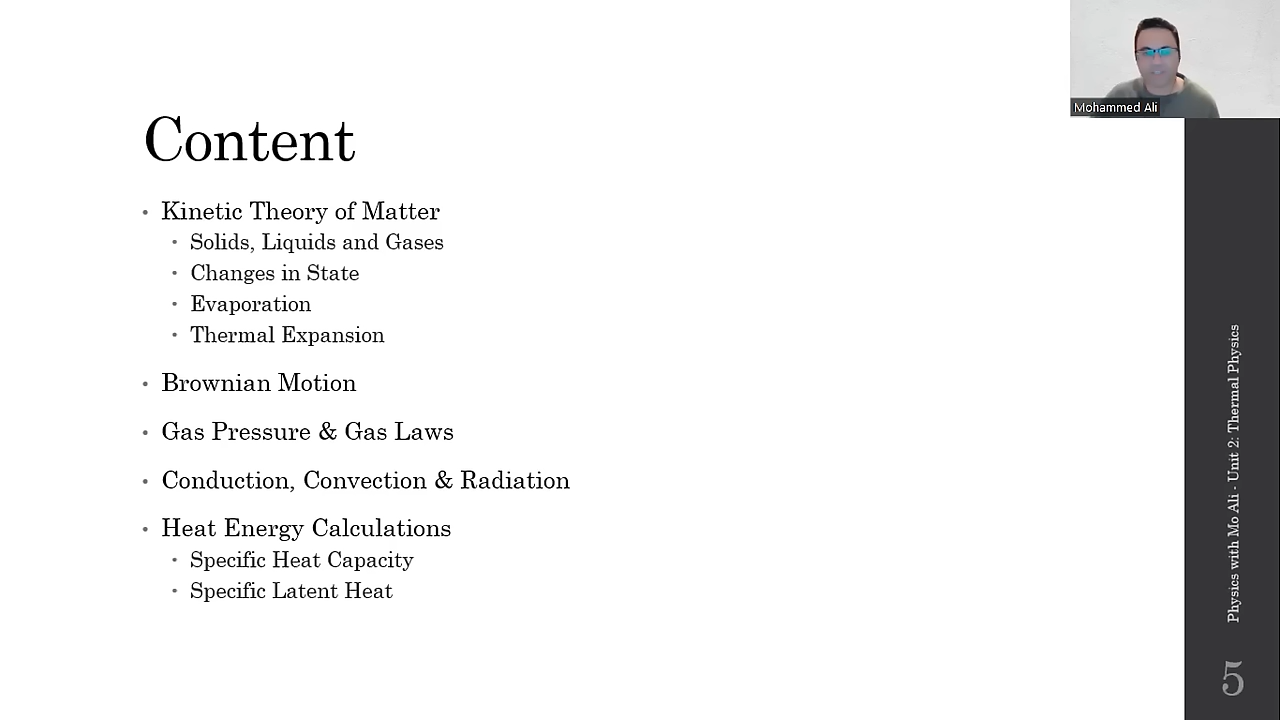 Mohammed Ali
Content
• Kinetic Theory of Matter
• Solids, Liquids and Gases
• Changes in State
• Evaporation
• Thermal Expansion
• Brownian Motion
• Gas Pressure & Gas Laws
• Conduction, Convection & Radiation
• Heat Energy Calculations
• Specific Heat Capacity
• Specific Latent Heat
Physics with Mo Ali - Unit 2: Thermal Physics
5